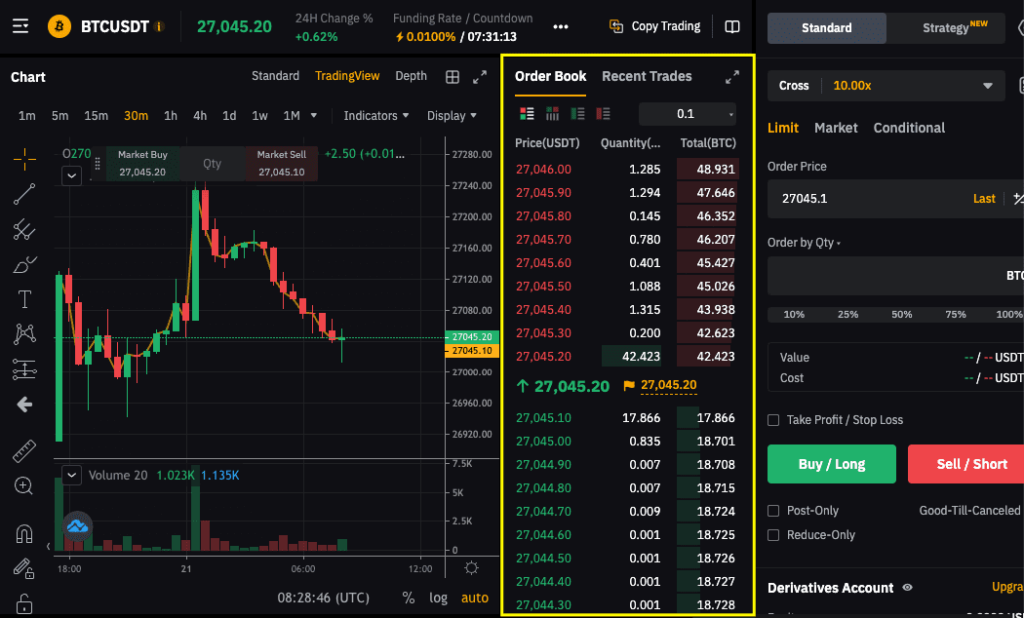 BTCUSDT
27,045.20
24H Change %
+0.62%
Funding Rate / Countdown
0.0100% / 07:31:13
Copy Trading
Standard
Strategy NEW
Chart
Standard
TradingView
Depth
1m 5m 15m 30m 1h 4h 1d 1w 1M
Indicators
Display
O270
Market Buy
27,045.20
Qty
Market Sell
27,045.10
+2.50 (+0.01...
27280.00
27240.00
27200.00
27160.00
27120.00
27080.00
27045.20
27045.10
27000.00
26960.00
26920.00
Volume 20 1.023K 1.135K
7.5K
5K
2.5K
0
18:00 21 06:00 12:00
08:28:46 (UTC) % log auto
Order Book
Recent Trades
0.1
Price(USDT) Quantity(... Total(BTC)
27,046.00 1.285 48.931
27,045.90 1.294 47.646
27,045.80 0.145 46.352
27,045.70 0.780 46.207
27,045.60 0.401 45.427
27,045.50 1.088 45.026
27,045.40 1.315 43.938
27,045.30 0.200 42.623
27,045.20 42.423 42.423
27,045.20 27,045.20
27,045.10 17.866 17.866
27,045.00 0.835 18.701
27,044.90 0.007 18.708
27,044.80 0.007 18.715
27,044.70 0.009 18.724
27,044.60 0.001 18.725
27,044.50 0.001 18.726
27,044.40 0.001 18.727
27,044.30 0.001 18.728
Cross 10.00x
Limit Market Conditional
Order Price
27045.1 Last
Order by Qty
BTC
10% 25% 50% 75% 100%
Value --/-- USDT
Cost --/-- USDT
Take Profit / Stop Loss
Buy / Long
Sell / Short
Post-Only
Good-Till-Canceled
Reduce-Only
Derivatives Account
Upgra